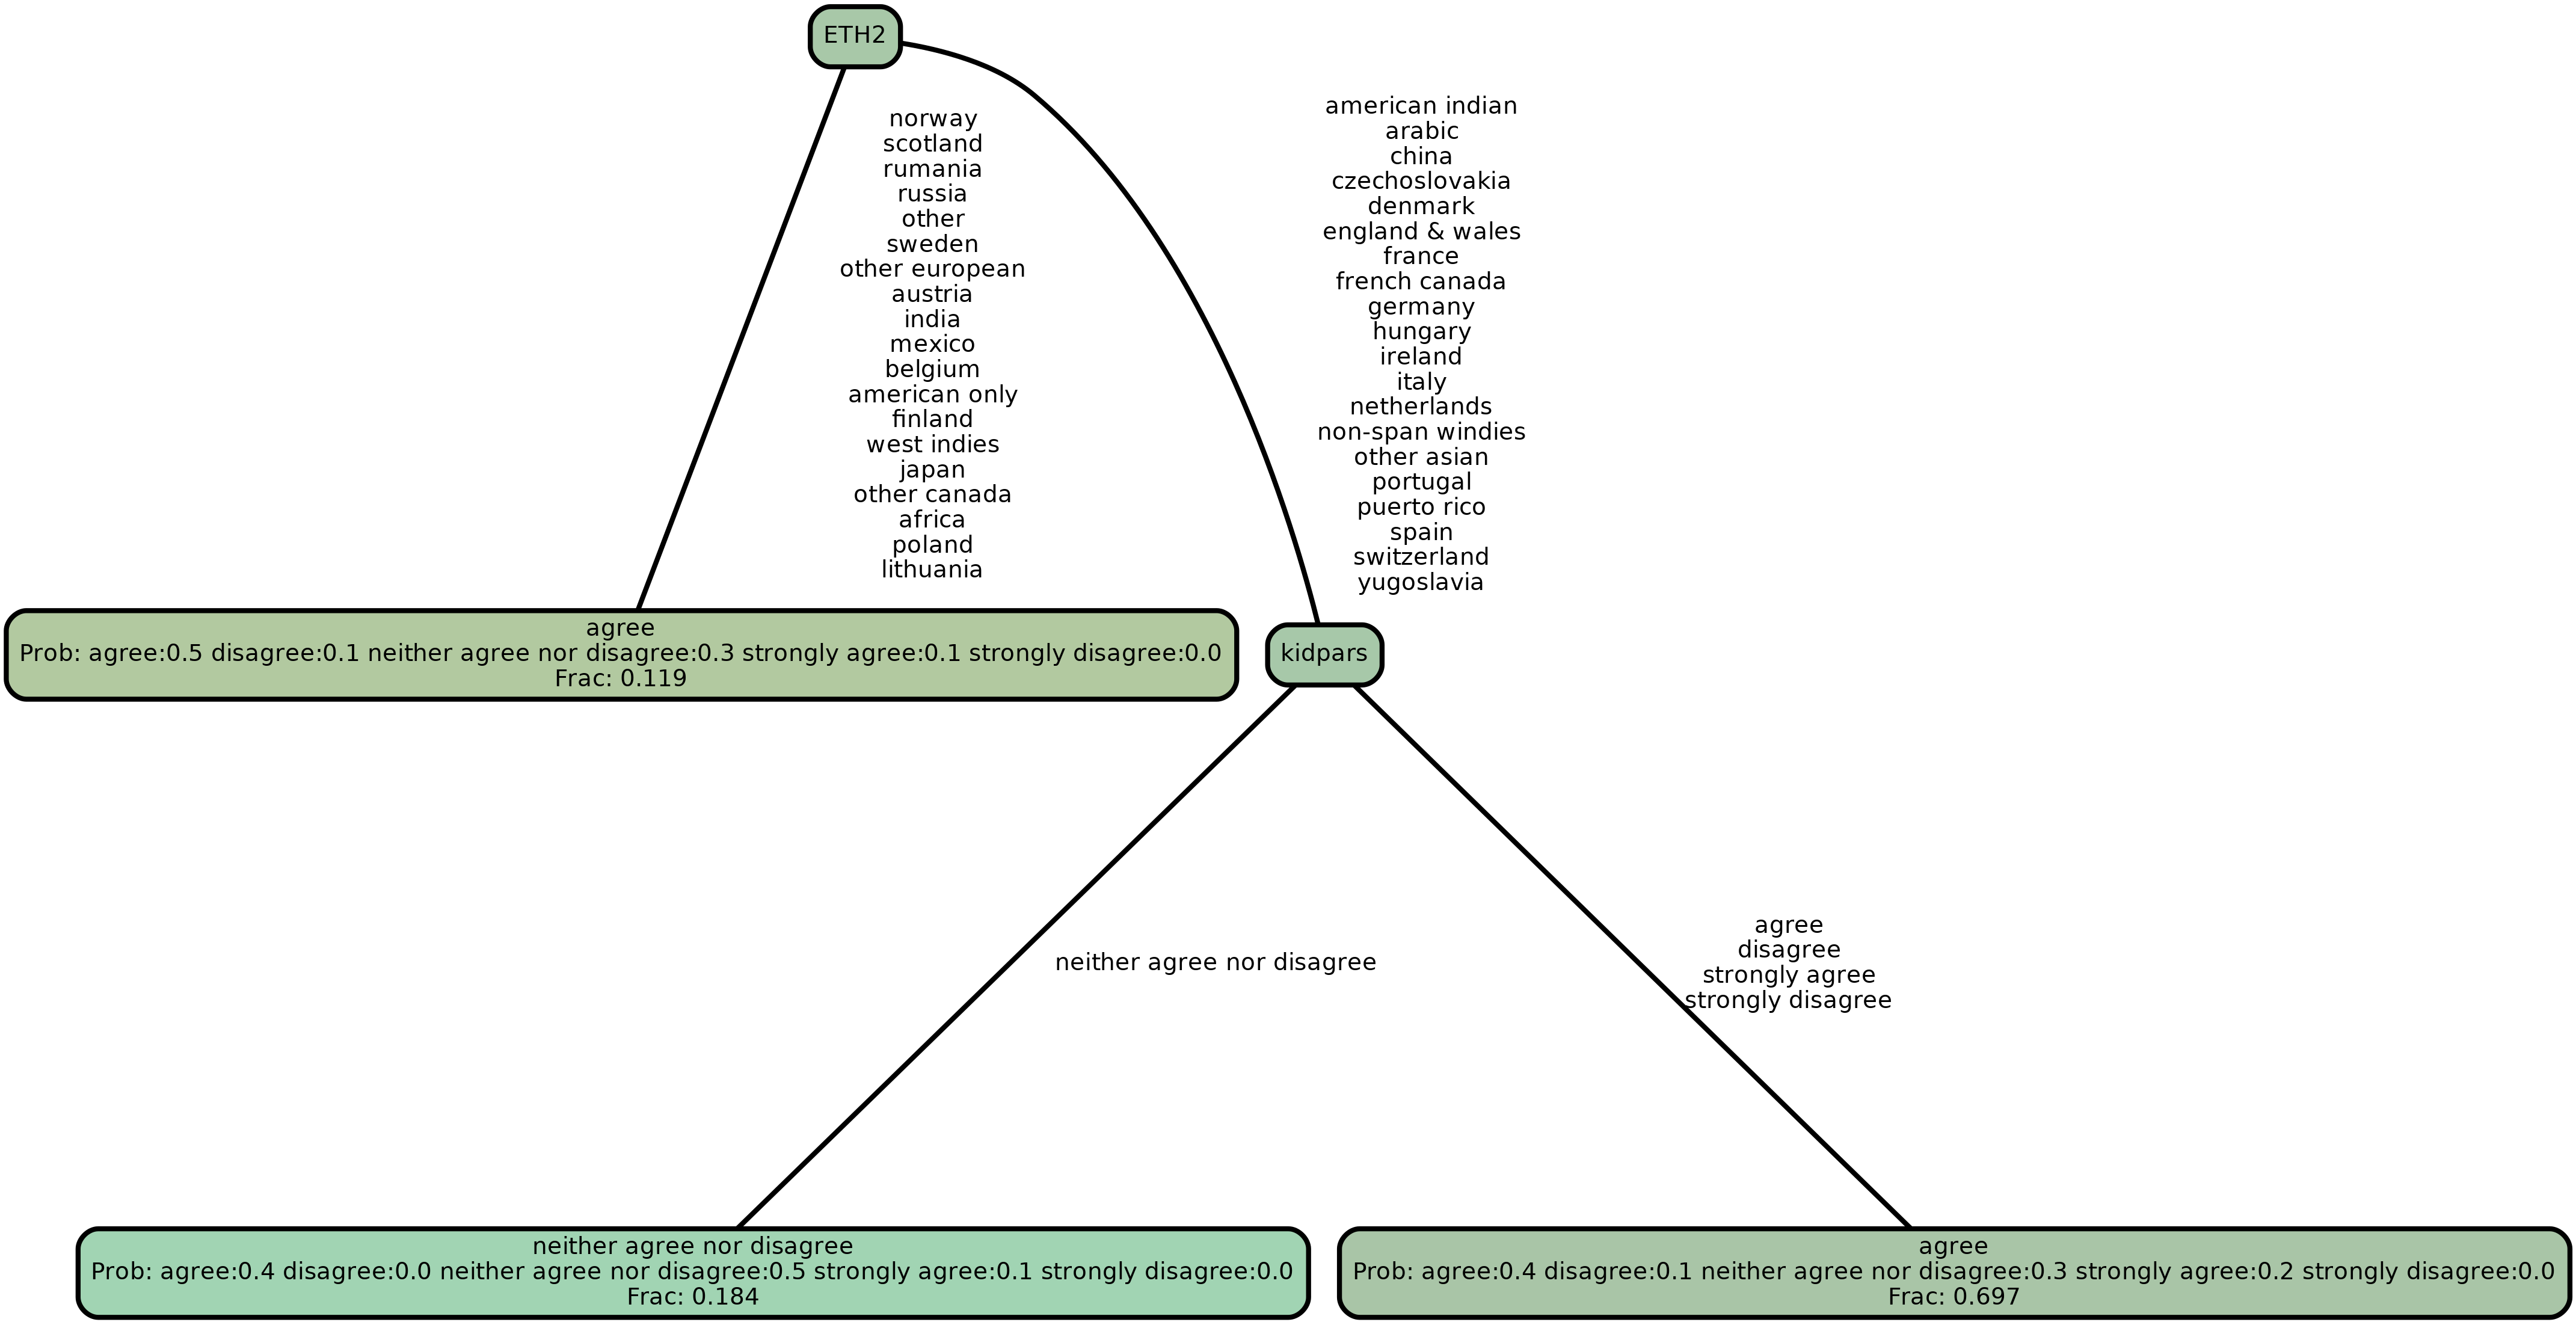 ETH2
norway
scotland
rumania
russia
other
sweden
other european
austria
india
mexico
belgium
american only
finland
west indies
japan
other canada
africa
poland
lithuania
american indian
arabic
china
czechoslovakia
denmark
england & wales
france
french canada
germany
hungary
ireland
italy
netherlands
non-span windies
other asian
portugal
puerto rico
spain
switzerland
yugoslavia
agree
Prob: agree:0.5 disagree:0.1 neither agree nor disagree:0.3 strongly agree:0.1 strongly disagree:0.0
Frac: 0.119
kidpars
neither agree nor disagree
agree
disagree
strongly agree
strongly disagree
neither agree nor disagree
Prob: agree:0.4 disagree:0.0 neither agree nor disagree:0.5 strongly agree:0.1 strongly disagree:0.0
Frac: 0.184
agree
Prob: agree:0.4 disagree:0.1 neither agree nor disagree:0.3 strongly agree:0.2 strongly disagree:0.0
Frac: 0.697